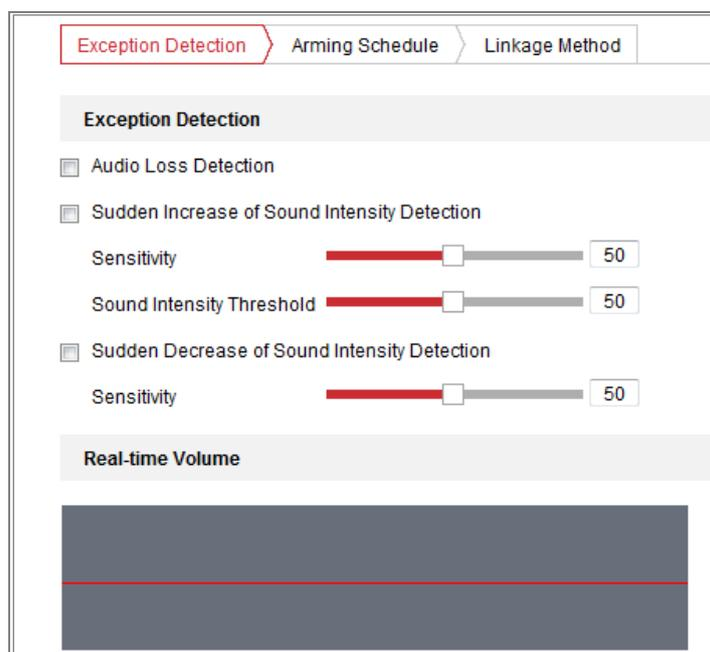 Exception Detection Arming Schedule Linkage Method
Exception Detection
Audio Loss Detection
Sudden Increase of Sound Intensity Detection
Sensitivity 50
Sound Intensity Threshold 50
Sudden Decrease of Sound Intensity Detection
Sensitivity 50
Real-time Volume